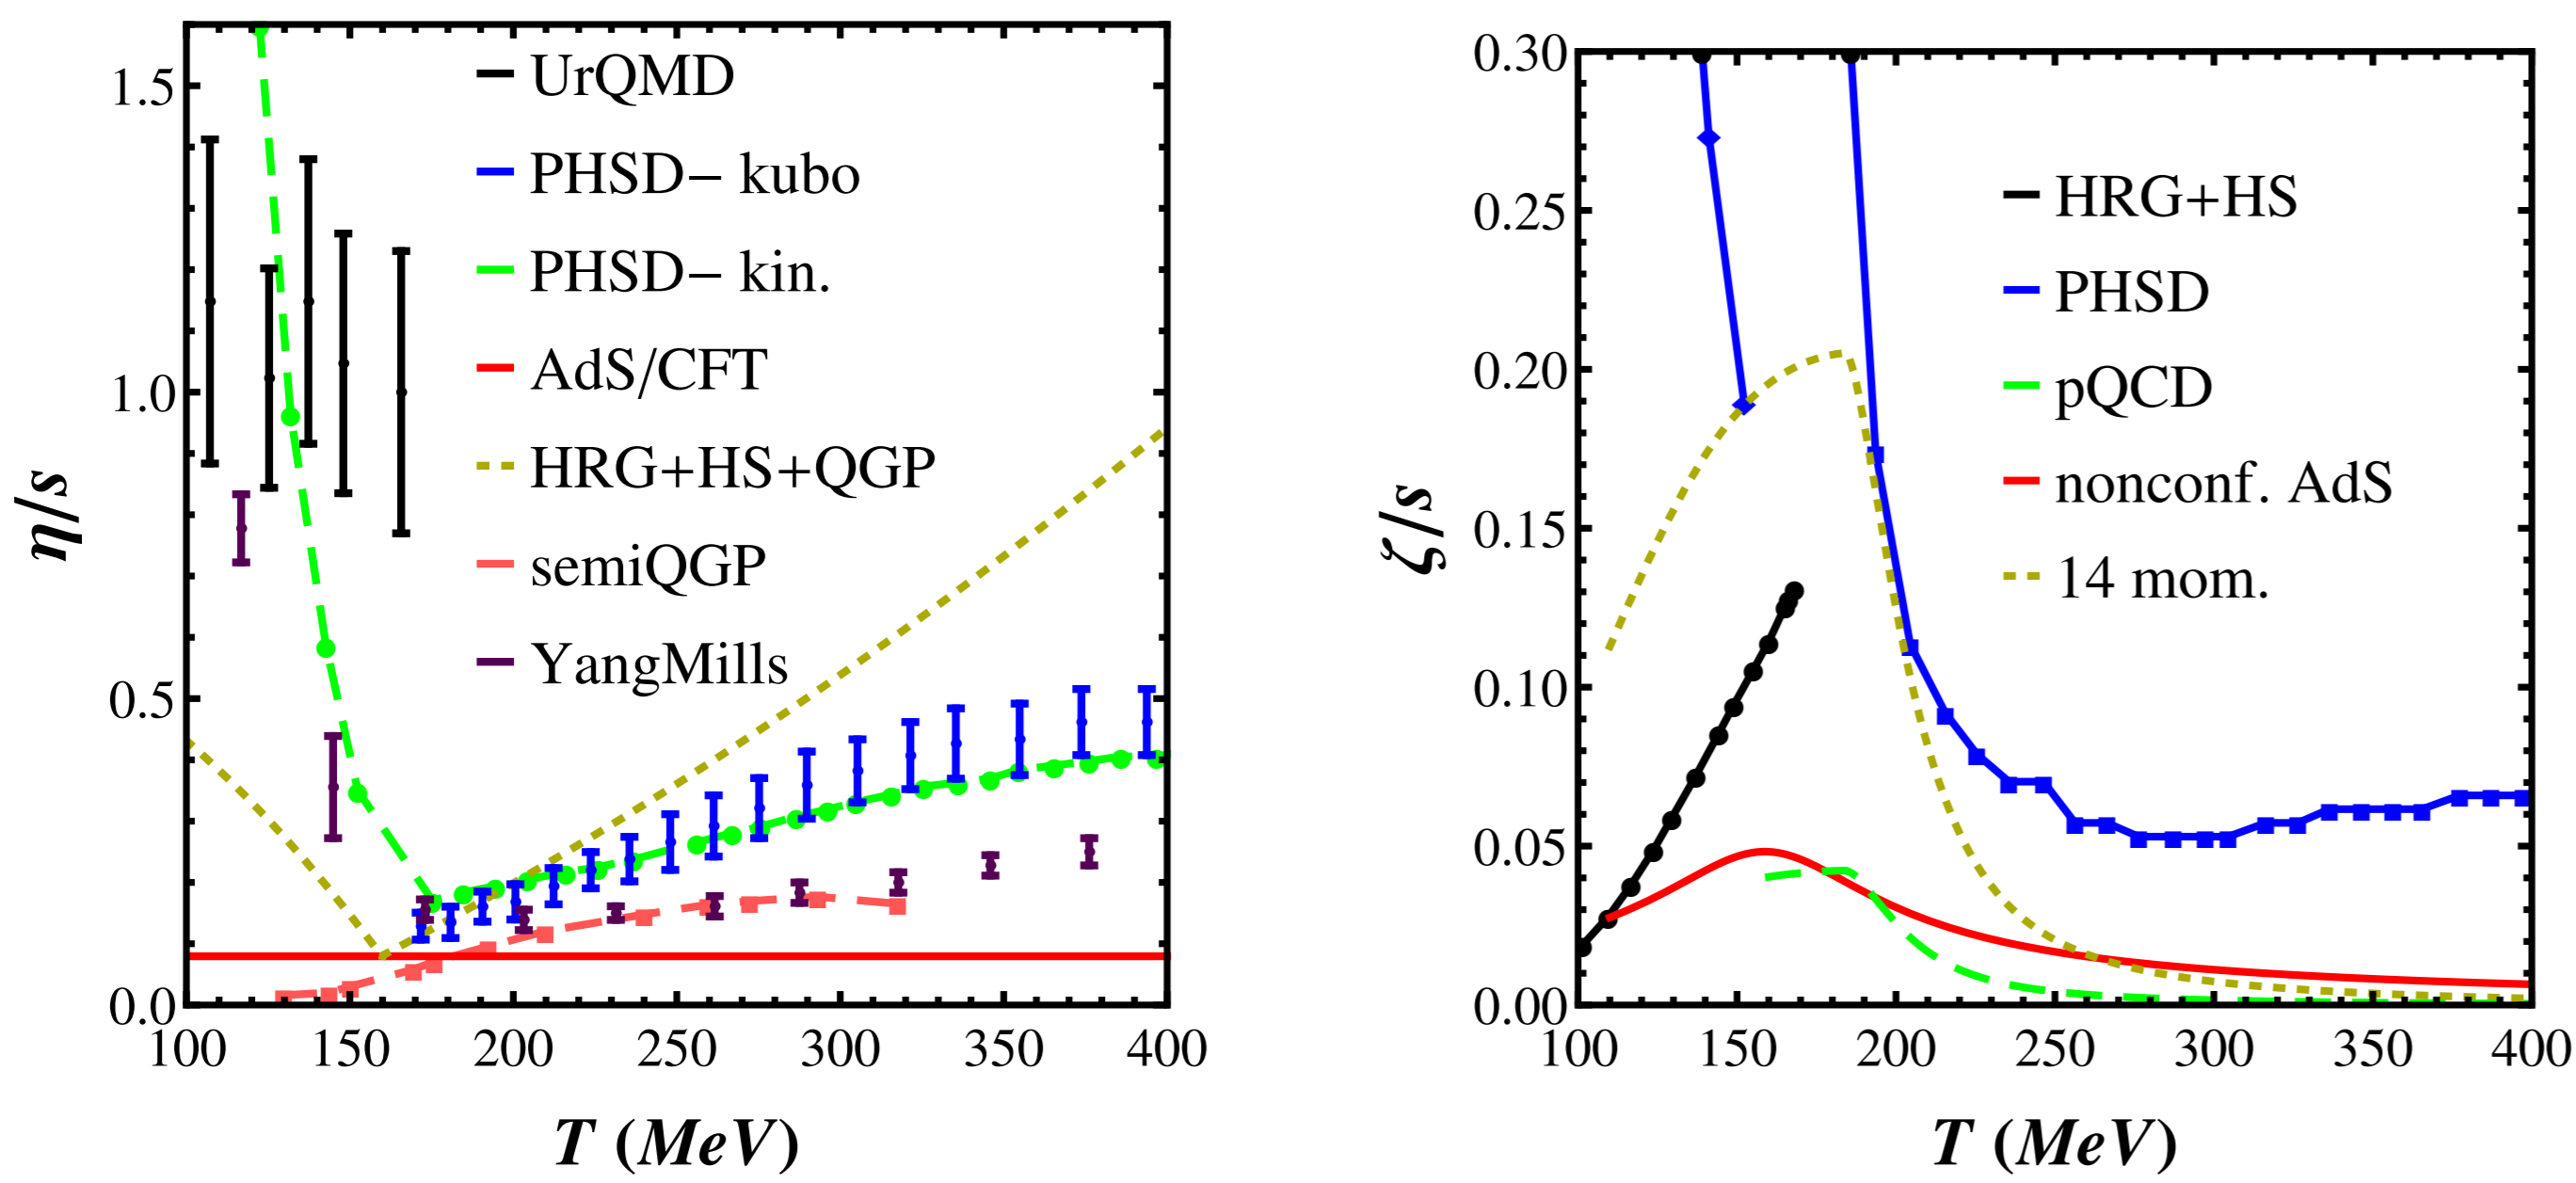 1.5
1.0
0.5
0.0
η/s
UrQMD
PHSD− kubo
PHSD− kin.
AdS/CFT
HRG+HS+QGP
semiQGP
YangMills
100 150 200 250 300 350 400
T (MeV)
0.30
0.25
0.20
0.15
0.10
0.05
0.00
ζ/s
HRG+HS
PHSD
pQCD
nonconf. AdS
14 mom.
100 150 200 250 300 350 400
T (MeV)